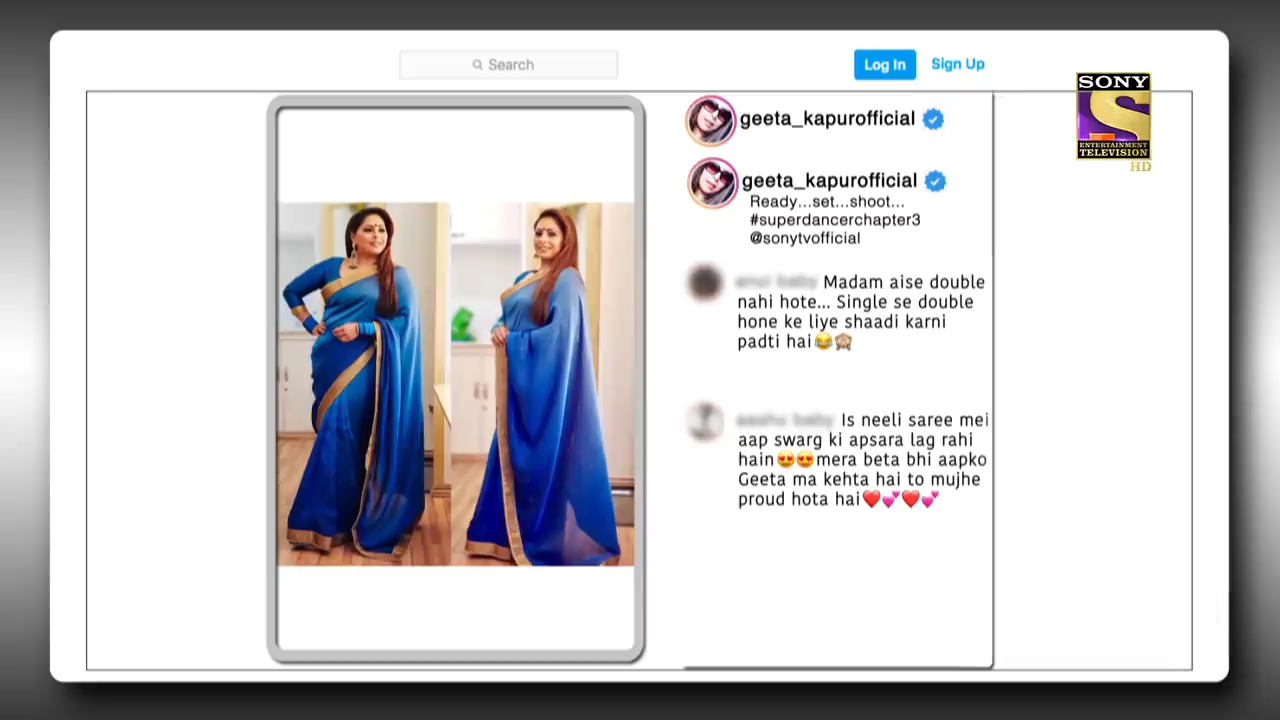 Search
Log In
Sign Up
SONY
ENTERTAINMENT
TELEVISION
HD
geeta_kapurofficial
geeta_kapurofficial
Ready...set...shoot...
#superdancerchapter3
@sonytvofficial
Madam aise double
nahi hote... Single se double
hone ke liye shaadi karni
padti hai😂🙈
Is neeli saree mei
aap swarg ki apsara lag rahi
hain😍😍mera beta bhi aapko
Geeta ma kehta hai to mujhe
proud hota hai❤️💕❤️💕